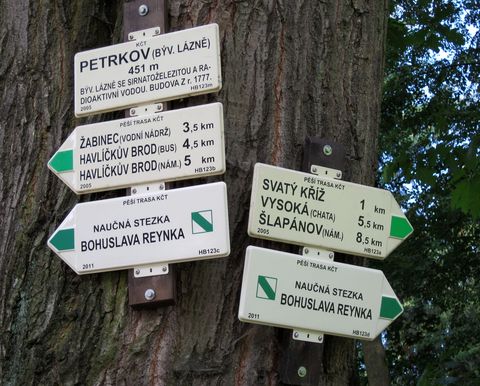 KČT
PETRKOV (BÝV. LÁZNĚ)
451 m
BÝV. LÁZNĚ SE SIRNATOŽELEZITOU A RA-
DIOAKTIVNÍ VODOU. BUDOVA Z r. 1777.
2005 HB123m
PĚŠÍ TRASA KČT
ŽABINEC (VODNÍ NÁDRŽ) 3,5 km
HAVLÍČKŮV BROD (BUS) 4,5 km
HAVLÍČKŮV BROD (NÁM.) 5 km
2005 HB123b
PĚŠÍ TRASA KČT
NAUČNÁ STEZKA
BOHUSLAVA REYNKA
2011 HB123c
PĚŠÍ TRASA KČT
SVATÝ KŘÍŽ 1 km
VYSOKÁ (CHATA) 5,5 km
ŠLAPÁNOV (NÁM.) 8,5 km
2005 HB123a
PĚŠÍ TRASA KČT
NAUČNÁ STEZKA
BOHUSLAVA REYNKA
2011 HB123d